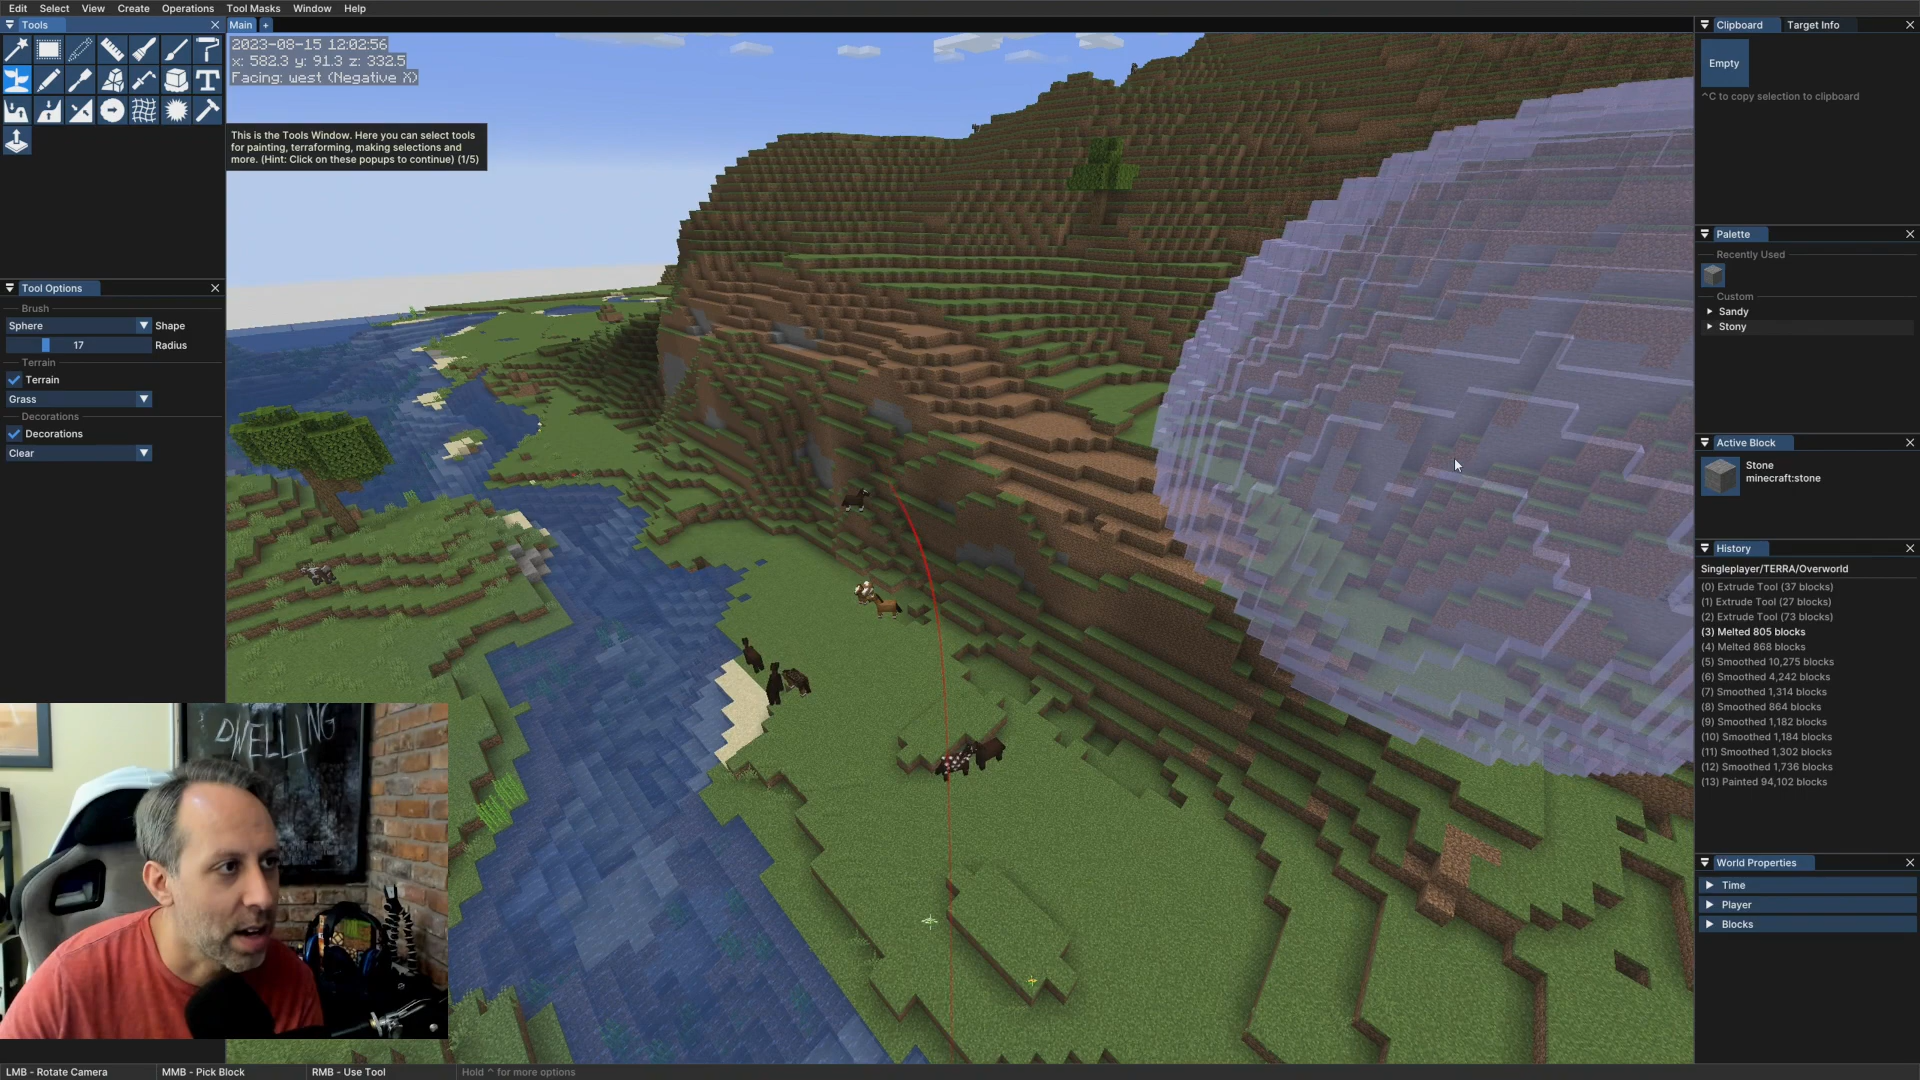 Edit Select View Create Operations Tool Masks Window Help
Tools
Main +
2023-08-15 12:02:56
x: 582.3 y: 91.3 z: 332.5
Facing: west (Negative X)
This is the Tools Window. Here you can select tools
for painting, terraforming, making selections and
more. (Hint: Click on these popups to continue) (1/5)
Tool Options
Brush
Sphere Shape
17 Radius
Terrain
Terrain
Grass
Decorations
Decorations
Clear
DWELLING
Clipboard Target Info
Empty
^C to copy selection to clipboard
Palette
Recently Used
Custom
Sandy
Stony
Active Block
Stone
minecraft:stone
History
Singleplayer/TERRA/Overworld
(0) Extrude Tool (37 blocks)
(1) Extrude Tool (27 blocks)
(2) Extrude Tool (73 blocks)
(3) Melted 805 blocks
(4) Melted 868 blocks
(5) Smoothed 10,275 blocks
(6) Smoothed 4,242 blocks
(7) Smoothed 1,314 blocks
(8) Smoothed 864 blocks
(9) Smoothed 1,182 blocks
(10) Smoothed 1,184 blocks
(11) Smoothed 1,302 blocks
(12) Smoothed 1,736 blocks
(13) Painted 94,102 blocks
World Properties
Time
Player
Blocks
LMB - Rotate Camera MMB - Pick Block RMB - Use Tool Hold ^ for more options